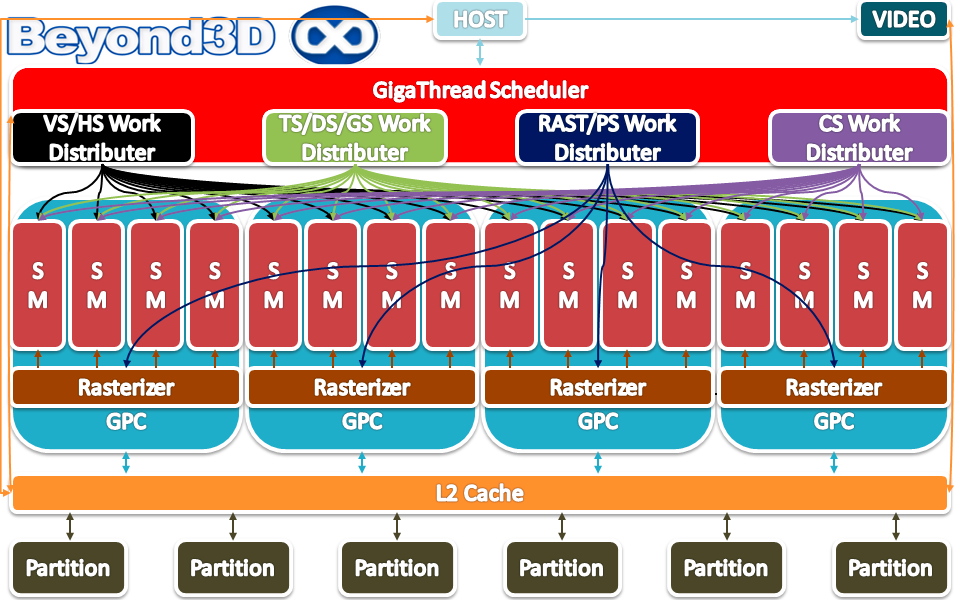 Beyond3D
HOST
VIDEO
GigaThread Scheduler
VS/HS Work
Distributer
TS/DS/GS Work
Distributer
RAST/PS Work
Distributer
CS Work
Distributer
S
M
S
M
S
M
S
M
S
M
S
M
S
M
S
M
S
M
S
M
S
M
S
M
S
M
S
M
S
M
S
M
Rasterizer
Rasterizer
Rasterizer
Rasterizer
GPC
GPC
GPC
GPC
L2 Cache
Partition
Partition
Partition
Partition
Partition
Partition